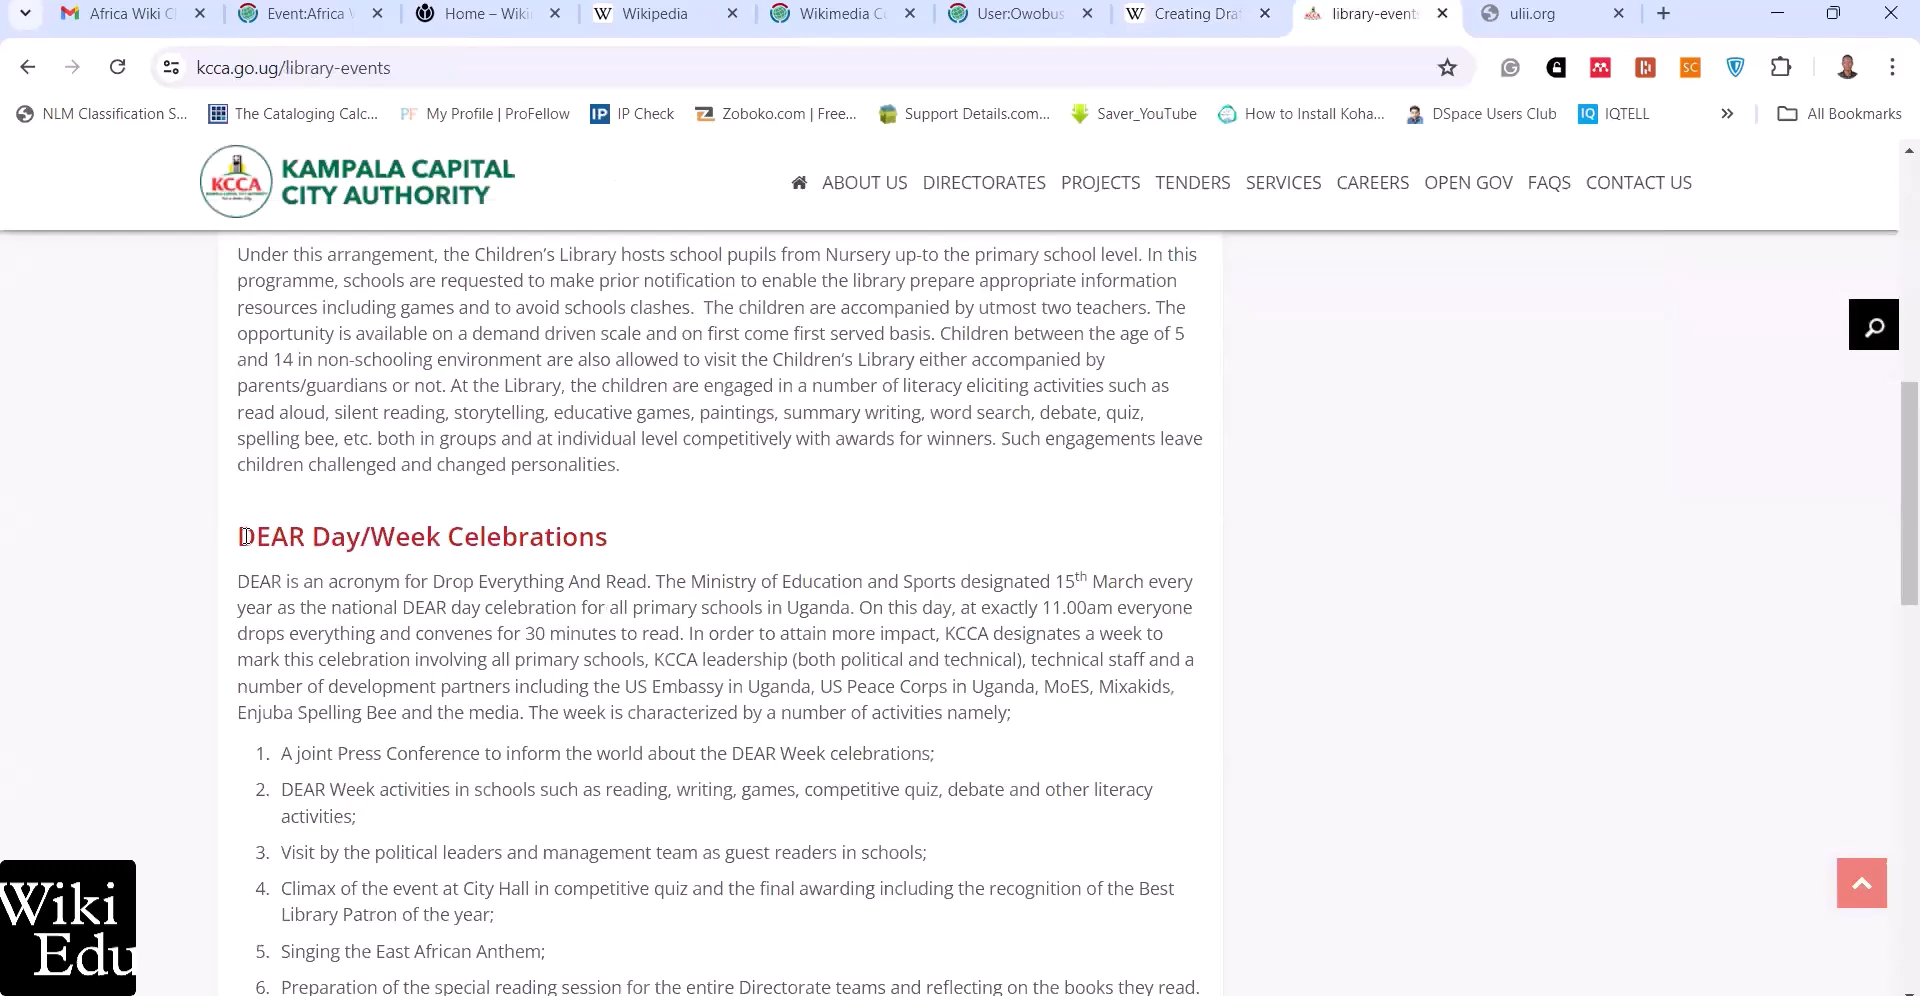 Africa Wiki C
Event:Africa
Home – Wiki
Wikipedia
Wikimedia Co
User:Owobus
Creating Dra
library-event
ulii.org
kcca.go.ug/library-events
NLM Classification S...
The Cataloging Calc...
PF My Profile | ProFellow
IP IP Check
Zoboko.com | Free...
Support Details.com...
Saver_YouTube
How to Install Koha...
DSpace Users Club
IQ IQTELL
All Bookmarks
KCCA
KAMPALA CAPITAL
CITY AUTHORITY
ABOUT US DIRECTORATES PROJECTS TENDERS SERVICES CAREERS OPEN GOV FAQS CONTACT US
Under this arrangement, the Children’s Library hosts school pupils from Nursery up-to the primary school level. In this
programme, schools are requested to make prior notification to enable the library prepare appropriate information
resources including games and to avoid schools clashes. The children are accompanied by utmost two teachers. The
opportunity is available on a demand driven scale and on first come first served basis. Children between the age of 5
and 14 in non-schooling environment are also allowed to visit the Children’s Library either accompanied by
parents/guardians or not. At the Library, the children are engaged in a number of literacy eliciting activities such as
read aloud, silent reading, storytelling, educative games, paintings, summary writing, word search, debate, quiz,
spelling bee, etc. both in groups and at individual level competitively with awards for winners. Such engagements leave
children challenged and changed personalities.
DEAR Day/Week Celebrations
DEAR is an acronym for Drop Everything And Read. The Ministry of Education and Sports designated 15th March every
year as the national DEAR day celebration for all primary schools in Uganda. On this day, at exactly 11.00am everyone
drops everything and convenes for 30 minutes to read. In order to attain more impact, KCCA designates a week to
mark this celebration involving all primary schools, KCCA leadership (both political and technical), technical staff and a
number of development partners including the US Embassy in Uganda, US Peace Corps in Uganda, MoES, Mixakids,
Enjuba Spelling Bee and the media. The week is characterized by a number of activities namely;
1. A joint Press Conference to inform the world about the DEAR Week celebrations;
2. DEAR Week activities in schools such as reading, writing, games, competitive quiz, debate and other literacy
activities;
3. Visit by the political leaders and management team as guest readers in schools;
4. Climax of the event at City Hall in competitive quiz and the final awarding including the recognition of the Best
Library Patron of the year;
5. Singing the East African Anthem;
6. Preparation of the special reading session for the entire Directorate teams and reflecting on the books they read.
Wiki
Edu